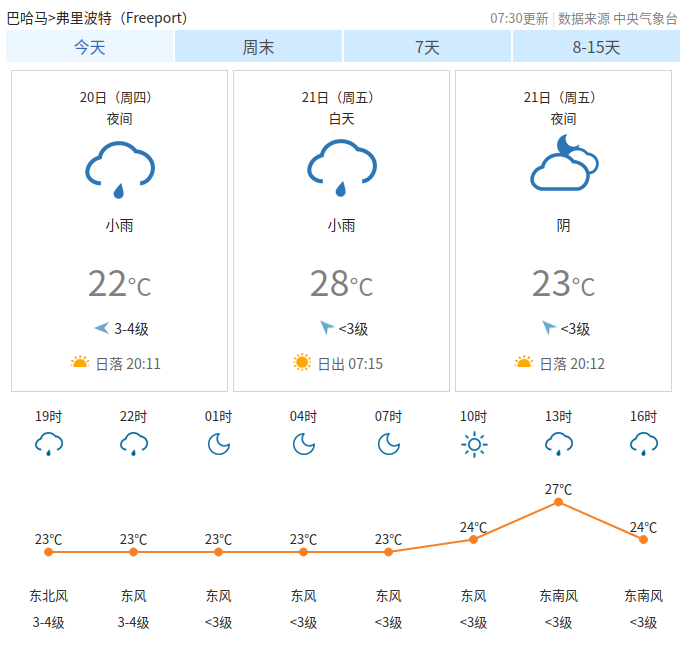 巴哈马>弗里波特（Freeport）
07:30更新 | 数据来源 中央气象台
今天 周末 7天 8-15天
20日（周四） 21日（周五） 21日（周五）
夜间 白天 夜间
小雨 小雨 阴
22℃ 28℃ 23℃
3-4级 <3级 <3级
日落 20:11 日出 07:15 日落 20:12
19时 22时 01时 04时 07时 10时 13时 16时
23℃ 23℃ 23℃ 23℃ 23℃ 24℃ 27℃ 24℃
东北风 东风 东风 东风 东风 东风 东南风 东南风
3-4级 3-4级 <3级 <3级 <3级 <3级 <3级 <3级